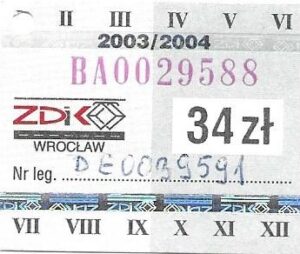 II III IV V VI
2003/2004
BA0029588
ZDiK
WROCŁAW
34 zł
Nr leg. DE0039591
VII VIII IX X XI XII